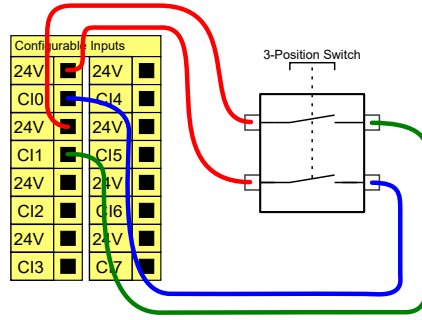 Configurable Inputs
3-Position Switch
24V 24V
CI0 CI4
24V 24V
CI1 CI5
24V 24V
CI2 CI6
24V 24V
CI3 CI7